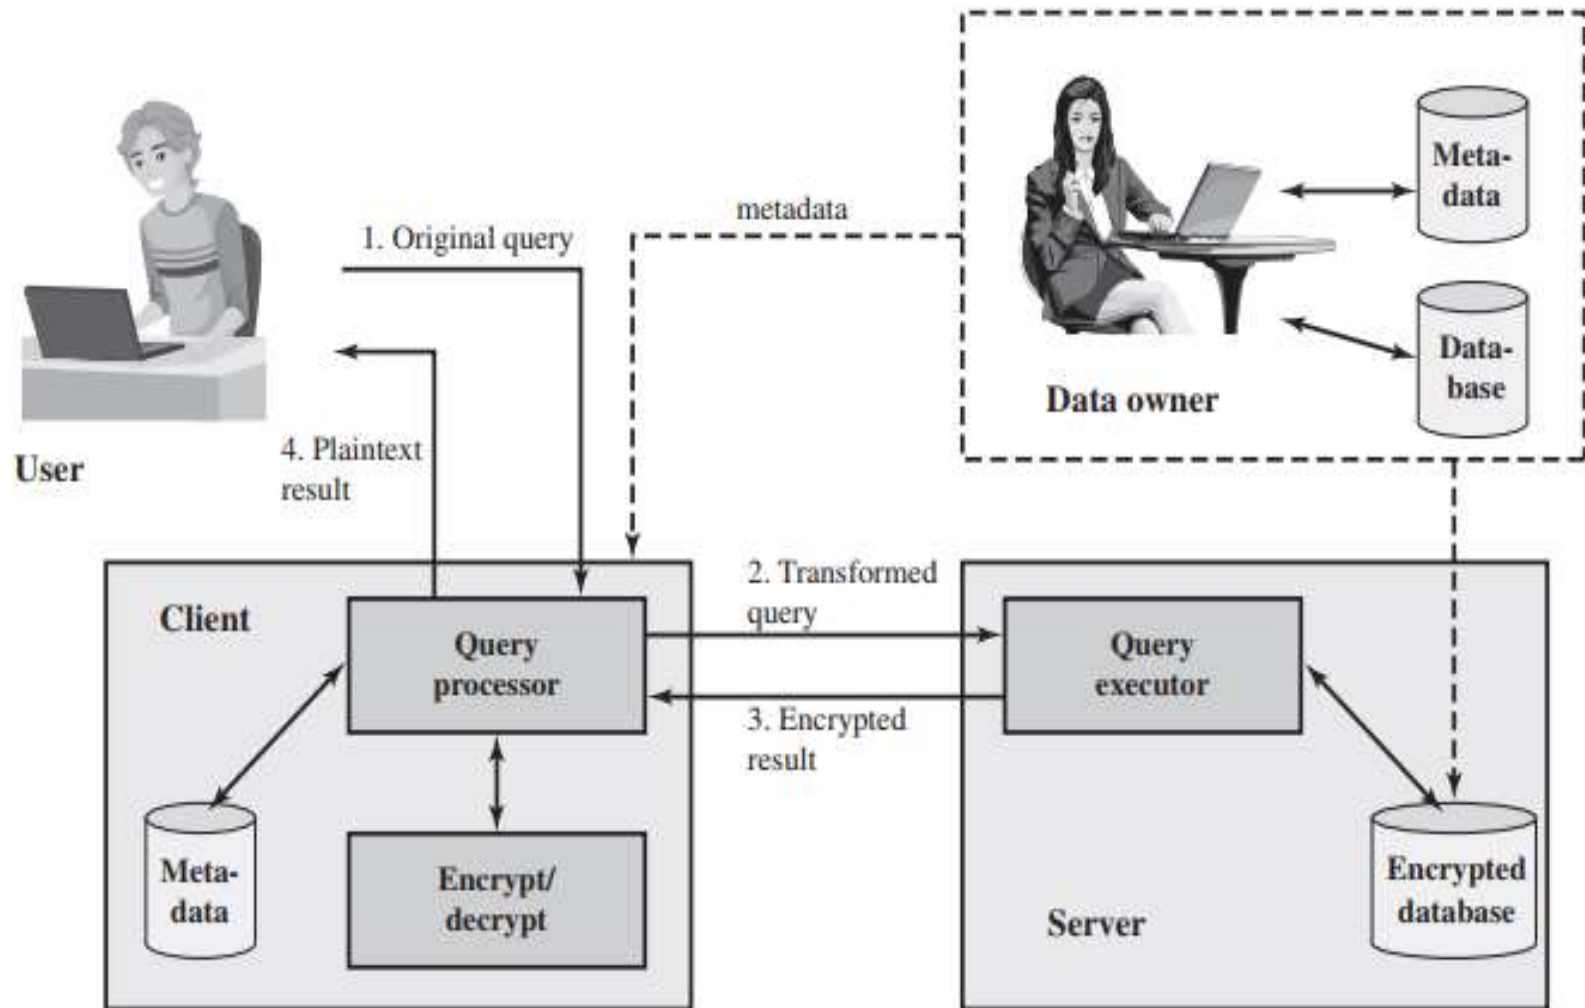 Meta-
data
metadata
1. Original query
Data-
base
Data owner
4. Plaintext
result
User
2. Transformed
query
Client
Query
processor
Query
executor
3. Encrypted
result
Meta-
data
Encrypt/
decrypt
Encrypted
database
Server